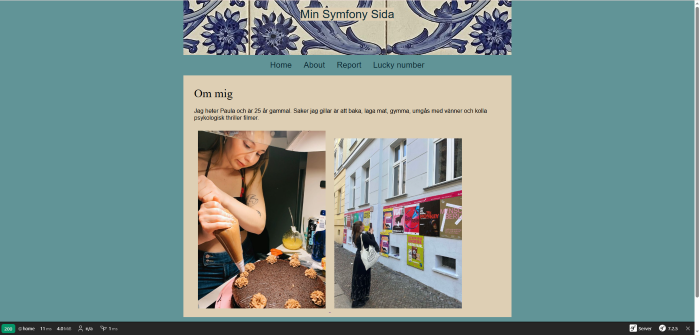 Min Symfony Sida
Home About Report Lucky number
Om mig
Jag heter Paula och är 25 år gammal. Saker jag gillar är att baka, laga mat, gymma, umgås med vänner och kolla
psykologisk thriller filmer.
200 @ home 11 ms 4.0 MiB n/a 1 ms Server 7.2.5